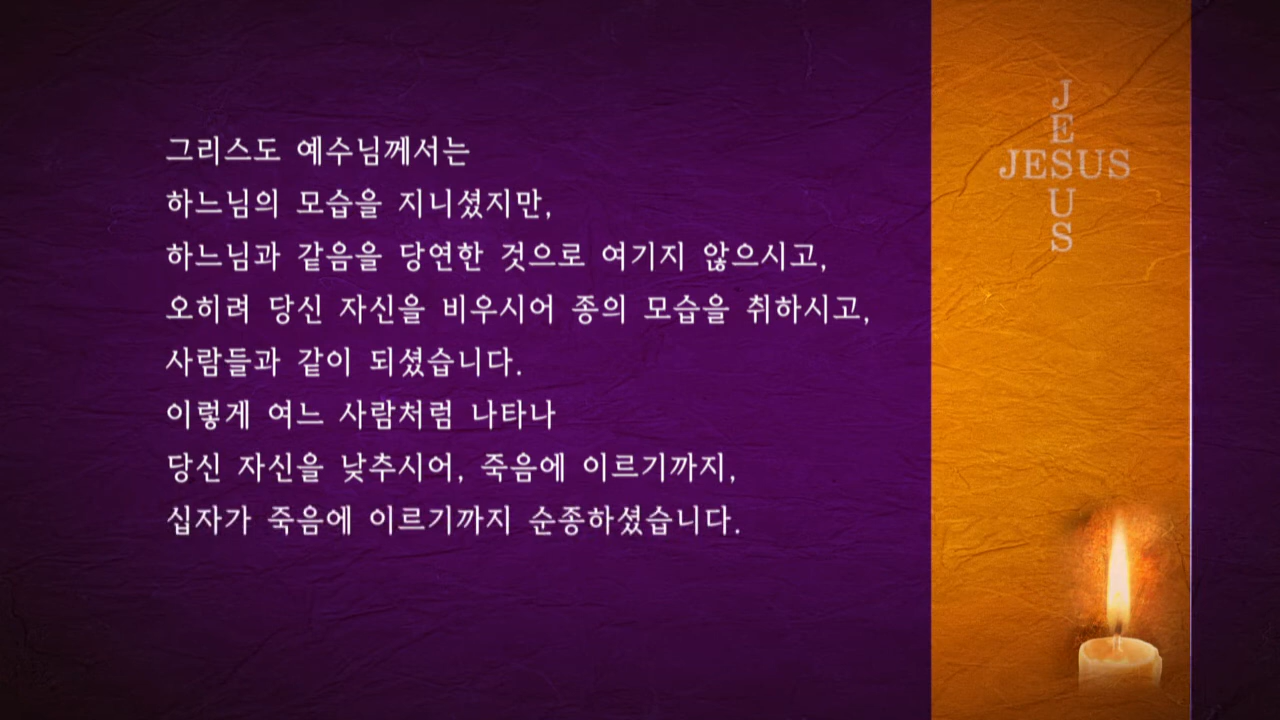 그리스도 예수님께서는
하느님의 모습을 지니셨지만,
하느님과 같음을 당연한 것으로 여기지 않으시고,
오히려 당신 자신을 비우시어 종의 모습을 취하시고,
사람들과 같이 되셨습니다.
이렇게 여느 사람처럼 나타나
당신 자신을 낮추시어, 죽음에 이르기까지,
십자가 죽음에 이르기까지 순종하셨습니다.
JESUS
JESUS